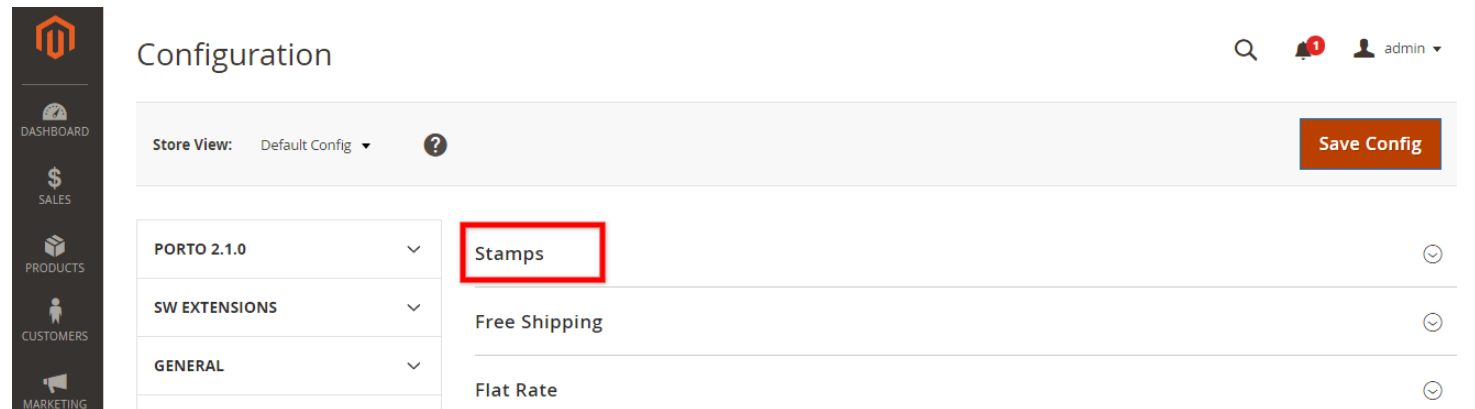 Configuration
1
admin
DASHBOARD
Store View: Default Config
?
Save Config
$
SALES
PORTO 2.1.0
Stamps
PRODUCTS
SW EXTENSIONS
Free Shipping
CUSTOMERS
GENERAL
Flat Rate
MARKETING